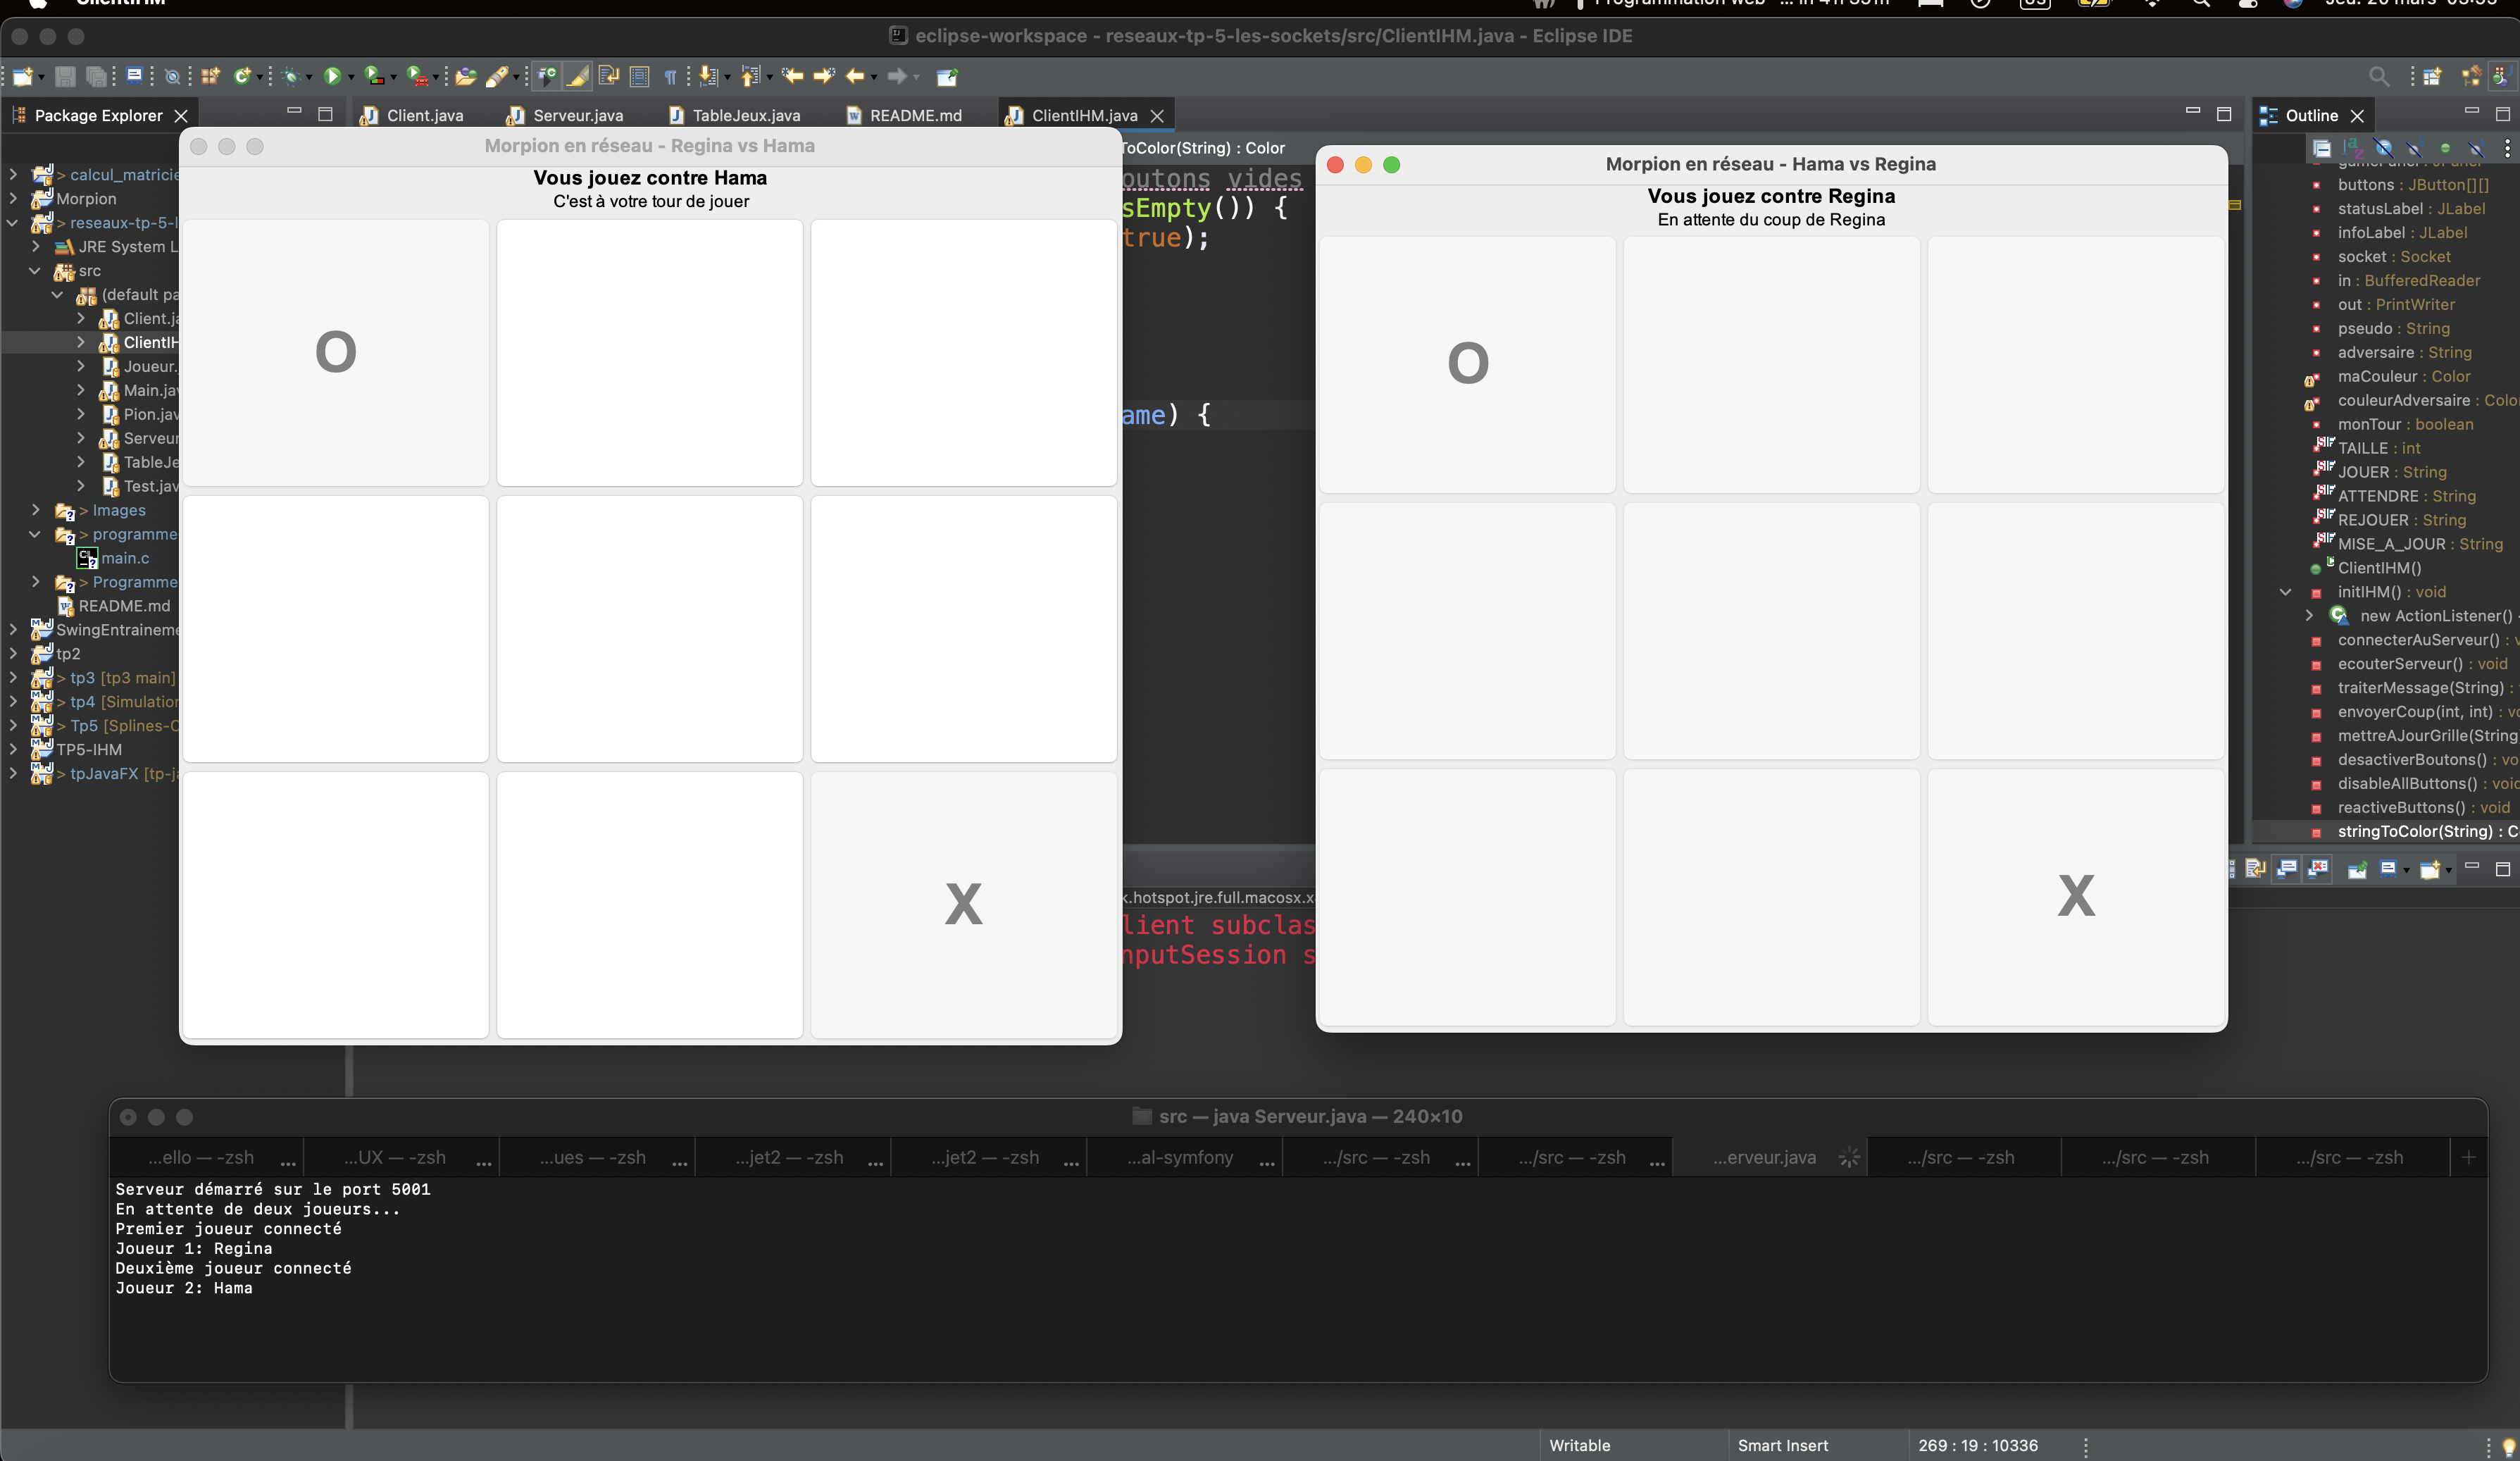 ClientIHM
eclipse-workspace - reseaux-tp-5-les-sockets/src/ClientIHM.java - Eclipse IDE
Package Explorer
Client.java
Serveur.java
TableJeux.java
README.md
ClientIHM.java
Outline
> calcul_matricie
Morpion
> reseaux-tp-5-l
JRE System L
src
(default pa
Client.ja
ClientIH
Joueur.
Main.jav
Pion.jav
Serveur
TableJe
Test.jav
> Images
> programme
main.c
> Programme
README.md
SwingEntraineme
tp2
> tp3 [tp3 main]
> tp4 [Simulation
> Tp5 [Splines-C
TP5-IHM
> tpJavaFX [tp-ja
Morpion en réseau - Regina vs Hama
Vous jouez contre Hama
C'est à votre tour de jouer
O
X
ToColor(String) : Color
outons vides
sEmpty()) {
true);
ame) {
k.hotspot.jre.full.macosx.x
lient subclas
nputSession s
Morpion en réseau - Hama vs Regina
Vous jouez contre Regina
En attente du coup de Regina
O
X
buttons : JButton[][]
statusLabel : JLabel
infoLabel : JLabel
socket : Socket
in : BufferedReader
out : PrintWriter
pseudo : String
adversaire : String
maCouleur : Color
couleurAdversaire : Colo
monTour : boolean
TAILLE : int
JOUER : String
ATTENDRE : String
REJOUER : String
MISE_A_JOUR : String
ClientIHM()
initIHM() : void
new ActionListener()
connecterAuServeur() : v
ecouterServeur() : void
traiterMessage(String) :
envoyerCoup(int, int) : vo
mettreAJourGrille(String
desactiverBoutons() : vo
disableAllButtons() : void
reactiveButtons() : void
stringToColor(String) : C
src — java Serveur.java — 240×10
...ello — -zsh ...
...UX — -zsh ...
...ues — -zsh ...
...jet2 — -zsh ...
...jet2 — -zsh ...
...al-symfony ...
.../src — -zsh ...
.../src — -zsh ...
...erveur.java
.../src — -zsh
.../src — -zsh
.../src — -zsh
+
Serveur démarré sur le port 5001
En attente de deux joueurs...
Premier joueur connecté
Joueur 1: Regina
Deuxième joueur connecté
Joueur 2: Hama
Writable
Smart Insert
269 : 19 : 10336